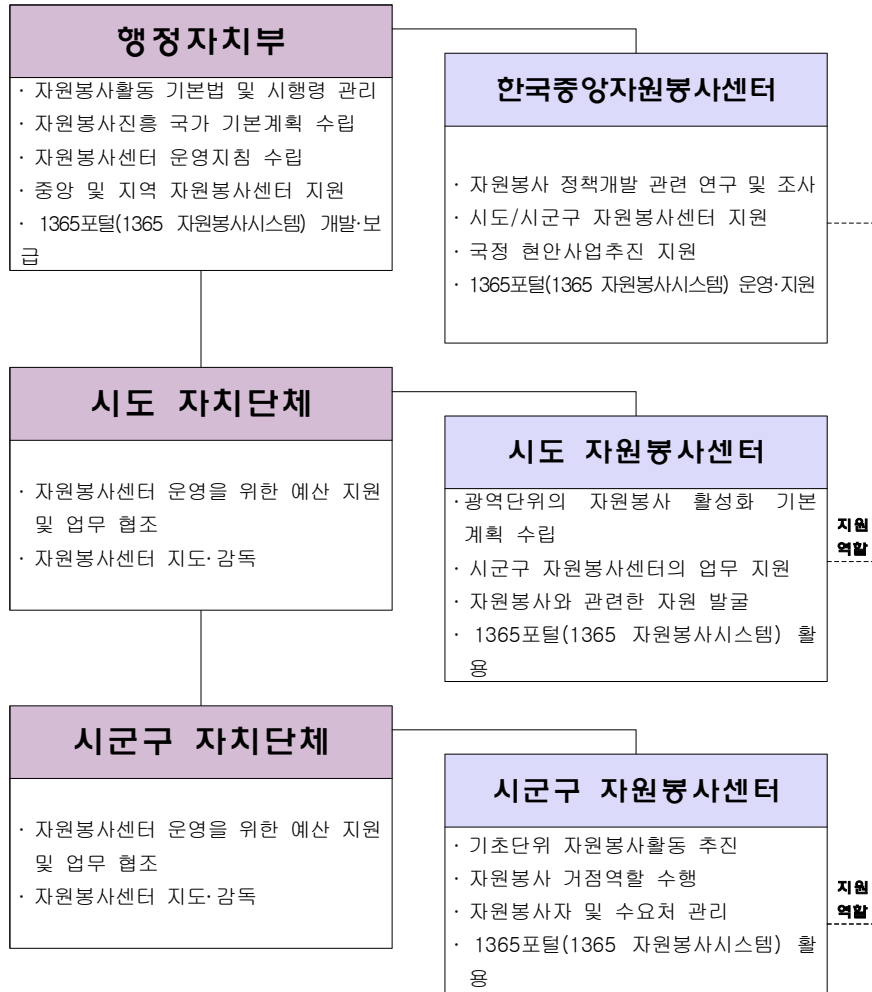 행정자치부
· 자원봉사활동 기본법 및 시행령 관리
· 자원봉사진흥 국가 기본계획 수립
· 자원봉사센터 운영지침 수립
· 중앙 및 지역 자원봉사센터 지원
· 1365포털(1365 자원봉사시스템) 개발·보
급
한국중앙자원봉사센터
· 자원봉사 정책개발 관련 연구 및 조사
· 시도/시군구 자원봉사센터 지원
· 국정 현안사업추진 지원
· 1365포털(1365 자원봉사시스템) 운영·지원
시도 자치단체
· 자원봉사센터 운영을 위한 예산 지원
및 업무 협조
· 자원봉사센터 지도·감독
시도 자원봉사센터
·광역단위의 자원봉사 활성화 기본
계획 수립
· 시군구 자원봉사센터의 업무 지원
· 자원봉사와 관련한 자원 발굴
· 1365포털(1365 자원봉사시스템) 활
용
지원
역할
시군구 자치단체
· 자원봉사센터 운영을 위한 예산 지원
및 업무 협조
· 자원봉사센터 지도·감독
시군구 자원봉사센터
· 기초단위 자원봉사활동 추진
· 자원봉사 거점역할 수행
· 자원봉사자 및 수요처 관리
· 1365포털(1365 자원봉사시스템) 활
용
지원
역할